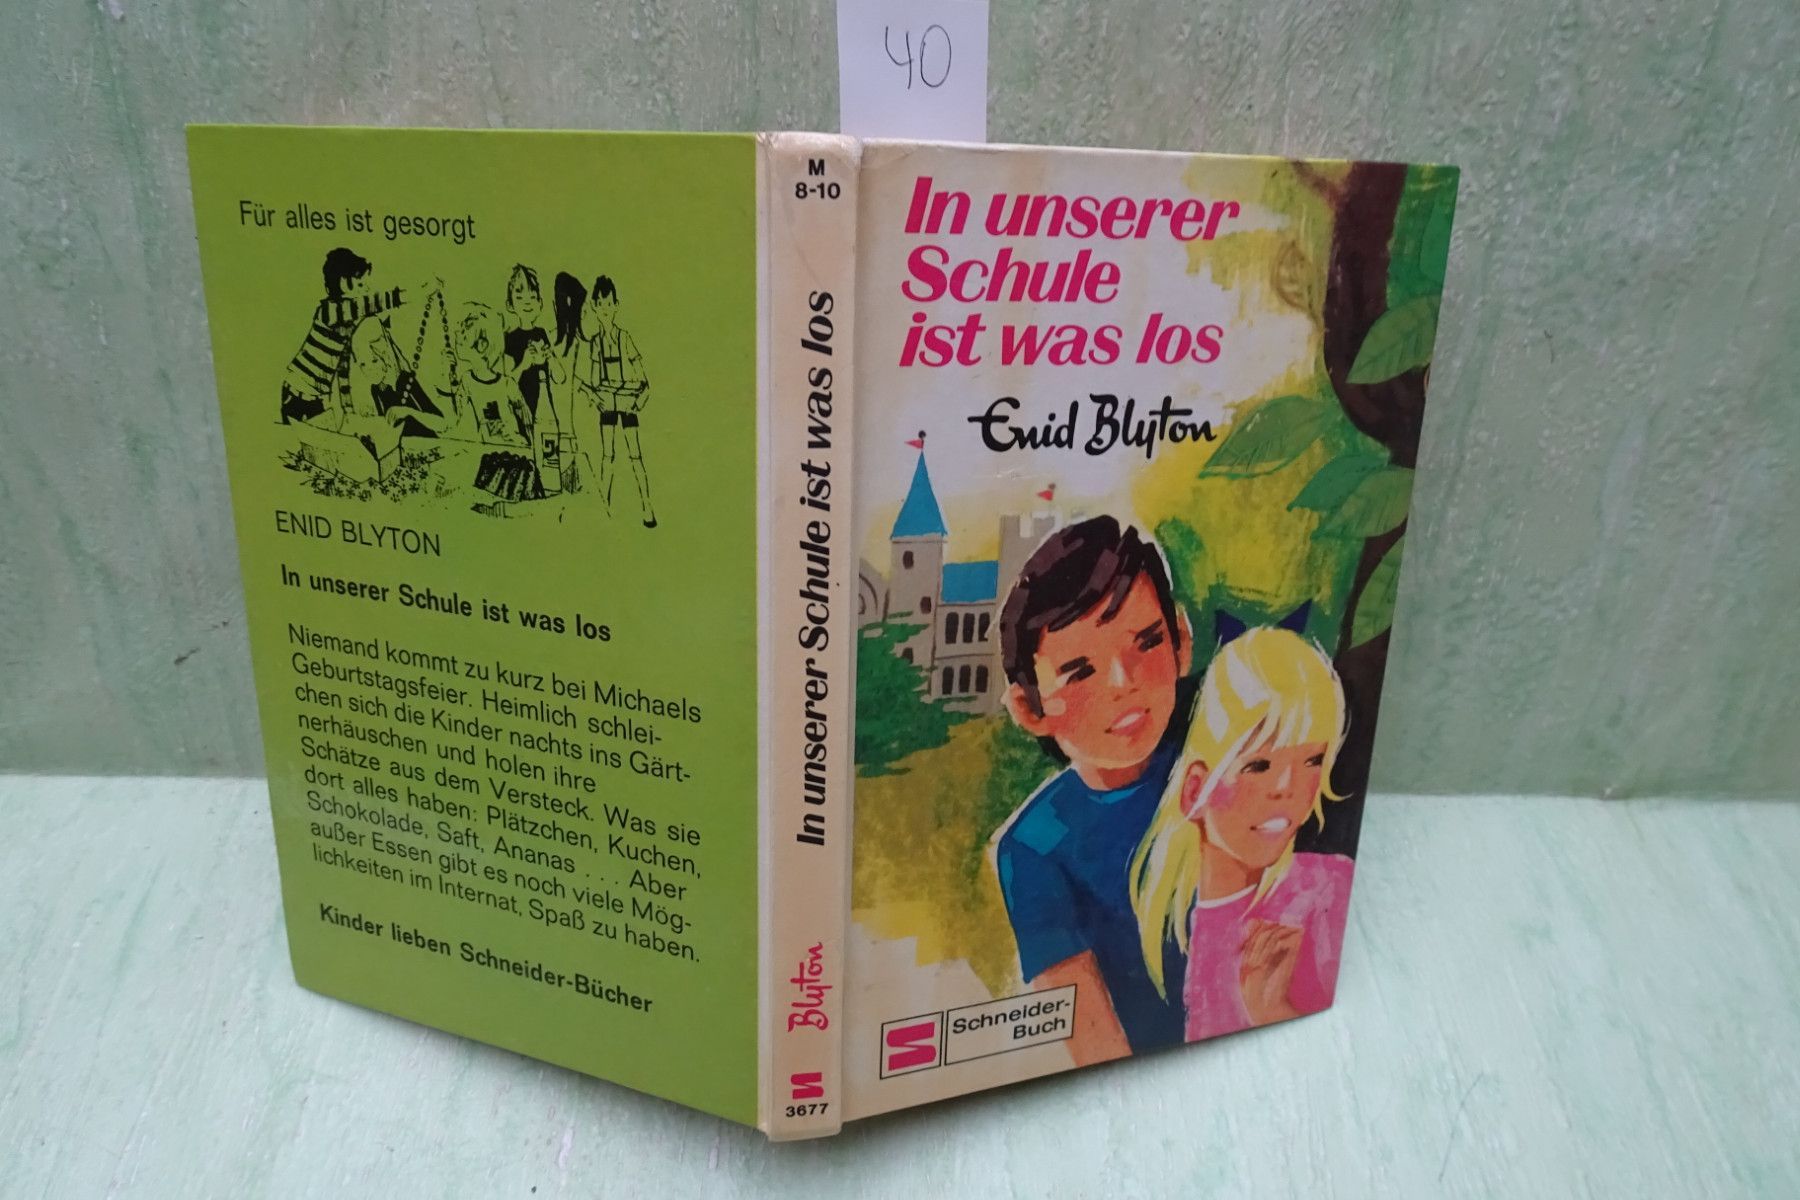 40
Für alles ist gesorgt
ENID BLYTON
In unserer Schule ist was los
Niemand kommt zu kurz bei Michaels
Geburtstagsfeier. Heimlich schlei-
chen sich die Kinder nachts ins Gärt-
nerhäuschen und holen ihre
Schätze aus dem Versteck. Was sie
dort alles haben: Plätzchen, Kuchen,
Schokolade, Saft, Ananas . . . Aber
außer Essen gibt es noch viele Mög-
lichkeiten im Internat, Spaß zu haben.
Kinder lieben Schneider-Bücher
M
8-10
In unserer Schule ist was los
Blyton
3677
In unserer
Schule
ist was los
Enid Blyton
Schneider-
Buch